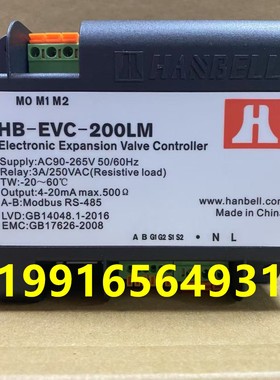 HANBELL
M0 M1 M2
HB-EVC-200LM
Electronic Expansion Valve Controller
Supply:AC90-265V 50/60Hz
Relay:3A/250VAC(Resistive load)
TW:-20~60℃
Output:4-20mA max.500Ω
A-B:Modbus RS-485
LVD:GB14048.1-2016
EMC:GB17626-2008
www.hanbell.com
Made in China
A B G1 G2 S1 S2 • N L
19916564931